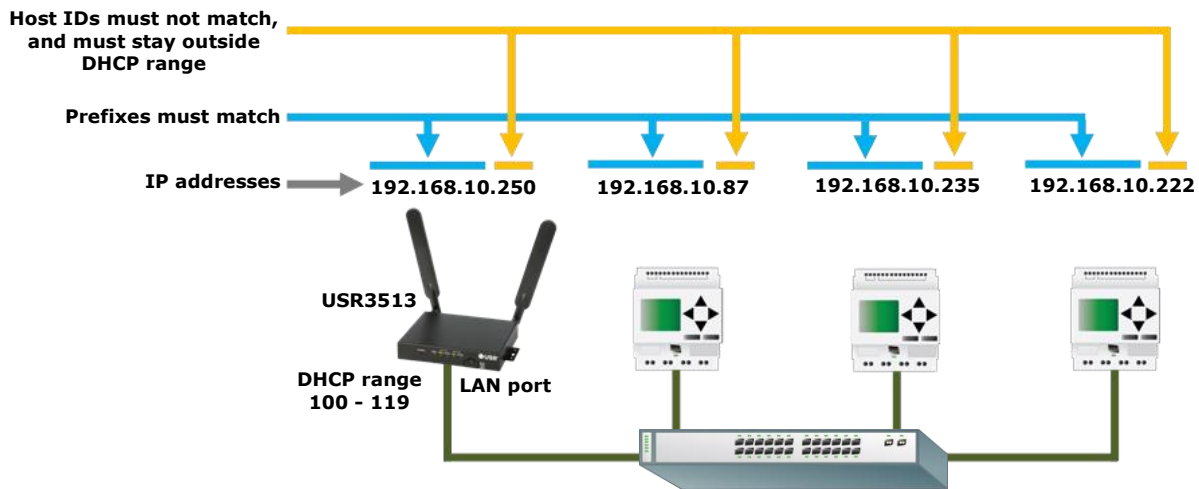 Host IDs must not match,
and must stay outside
DHCP range
Prefixes must match
IP addresses
192.168.10.250
192.168.10.87
192.168.10.235
192.168.10.222
USR3513
DHCP range
100 - 119
LAN port
USR